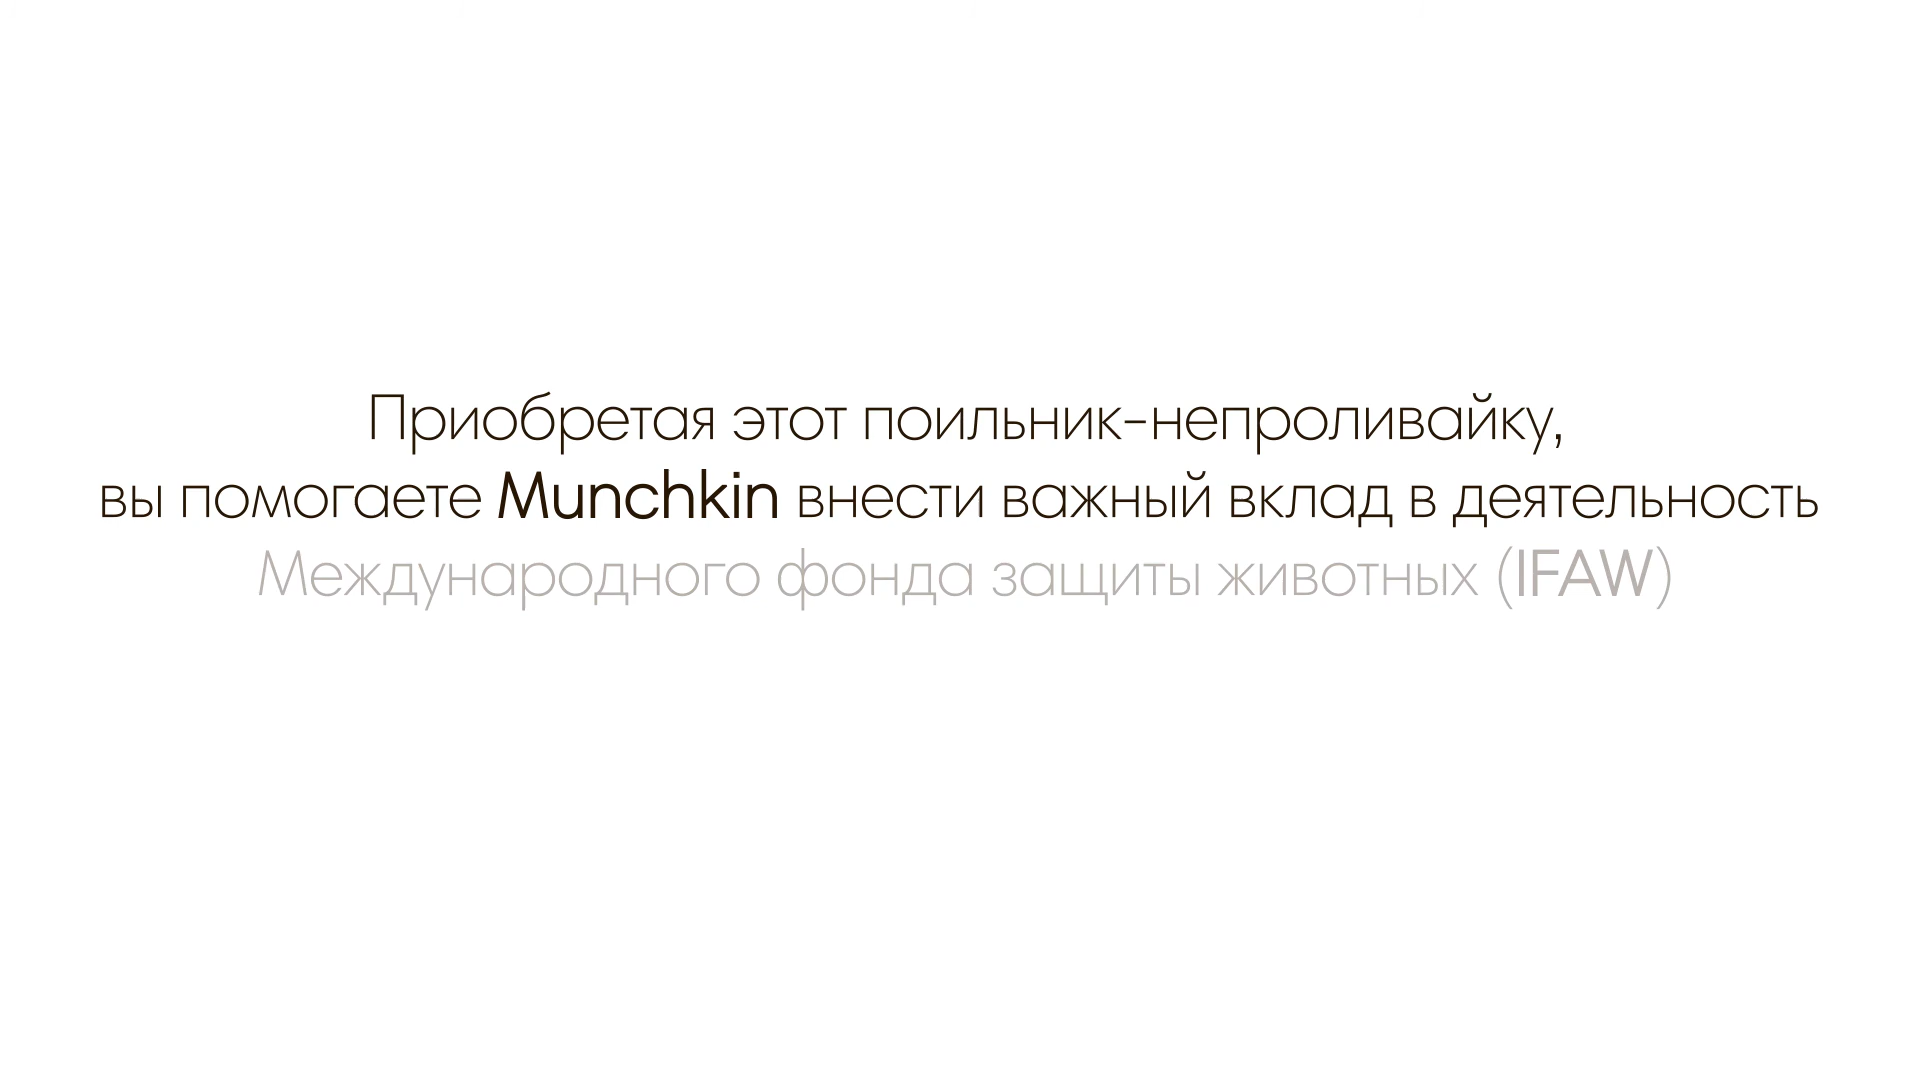 Приобретая этот поильник-непроливайку,
вы помогаете Munchkin внести важный вклад в деятельность
Международного фонда защиты животных (IFAW)